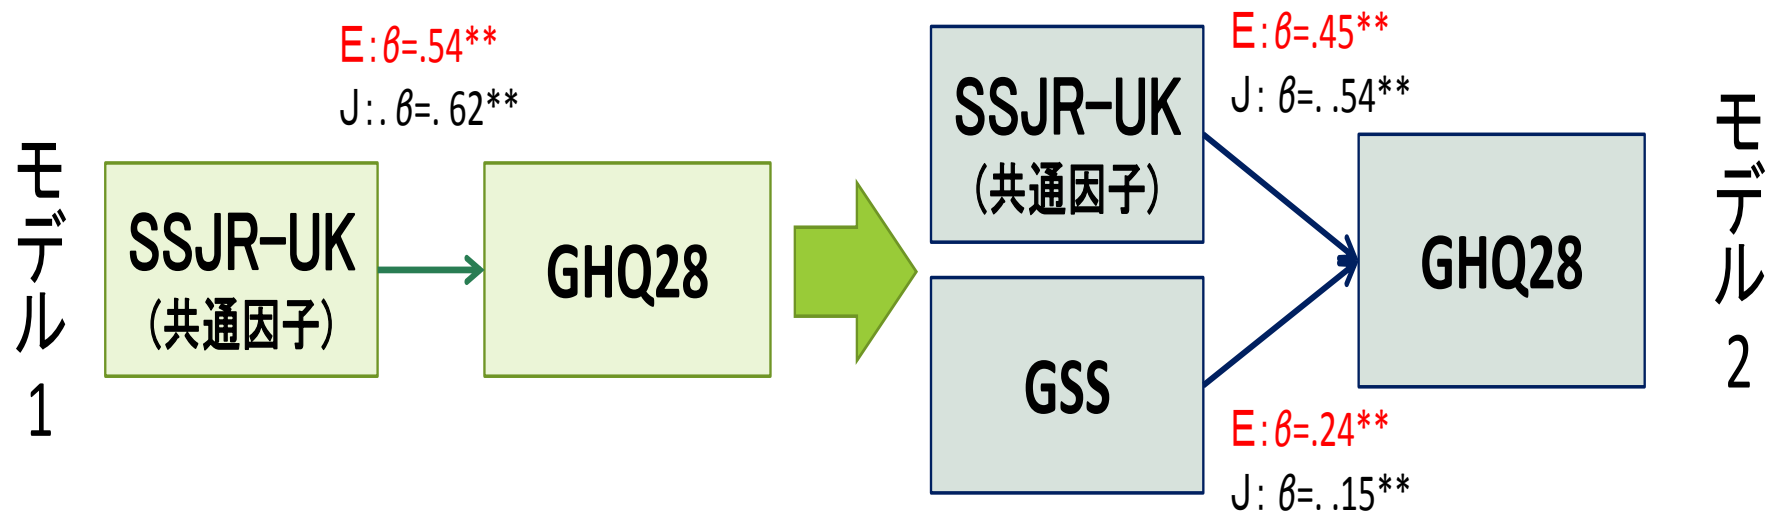 モデル1
E:β=.54**
J:. β=. 62**
SSJR-UK
(共通因子)
GHQ28
SSJR-UK
(共通因子)
GSS
E:β=.45**
J: β=. .54**
GHQ28
E:β=.24**
J: β=. .15**
モデル2